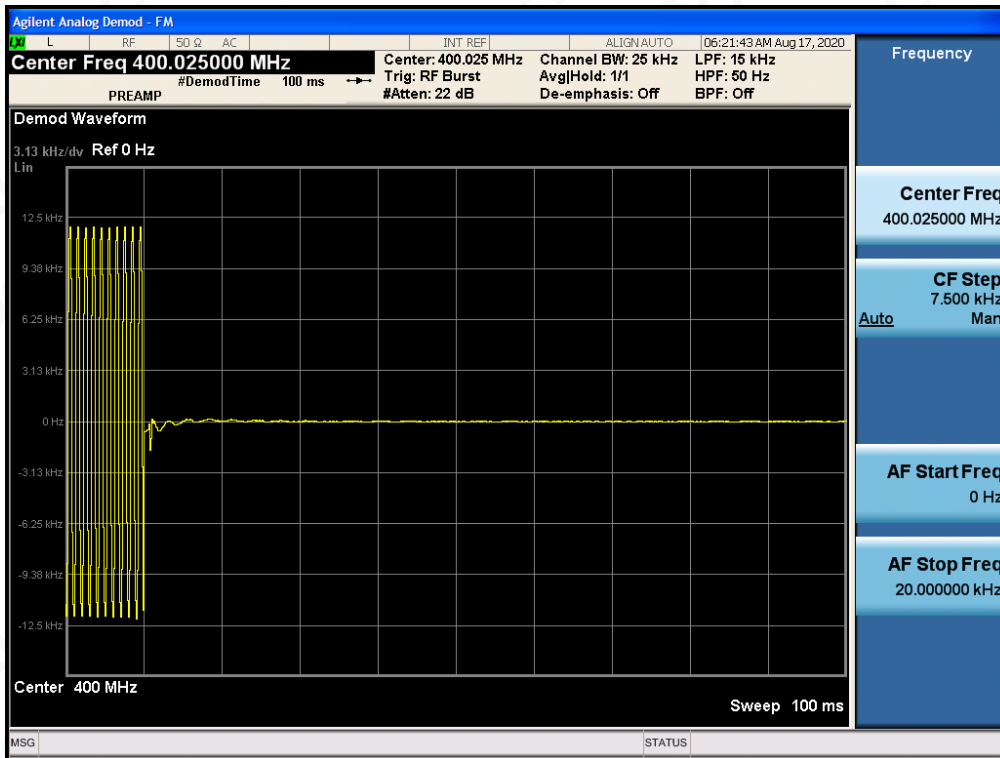 Agilent Analog Demod - FM
LXI L RF 50 Ω AC INT REF ALIGN AUTO 06:21:43 AM Aug 17, 2020
Center Freq 400.025000 MHz
#DemodTime 100 ms
PREAMP
Center: 400.025 MHz Channel BW: 25 kHz LPF: 15 kHz
Trig: RF Burst Avg|Hold: 1/1 HPF: 50 Hz
#Atten: 22 dB De-emphasis: Off BPF: Off
Demod Waveform
3.13 kHz/dv Ref 0 Hz
Lin
12.5 kHz
9.38 kHz
6.25 kHz
3.13 kHz
0 Hz
-3.13 kHz
-6.25 kHz
-9.38 kHz
-12.5 kHz
Center 400 MHz
Sweep 100 ms
MSG STATUS
Frequency
Center Freq
400.025000 MHz
CF Step
7.500 kHz
Auto Man
AF Start Freq
0 Hz
AF Stop Freq
20.000000 kHz